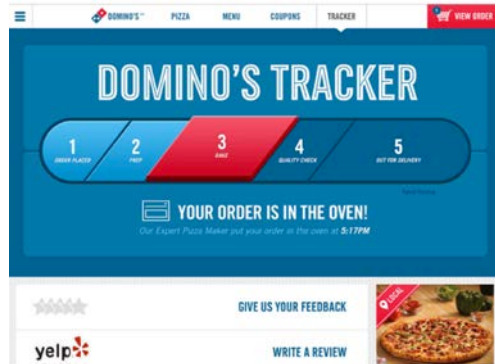 DOMINO'S PIZZA MENU COUPONS TRACKER VIEW ORDER
DOMINO'S TRACKER
1 2 3 4 5
ORDER PLACED PREP BAKE QUALITY CHECK OUT FOR DELIVERY
YOUR ORDER IS IN THE OVEN!
Our Expert Pizza Maker put your order in the oven at 5:17PM
GIVE US YOUR FEEDBACK
LOCAL
yelp WRITE A REVIEW